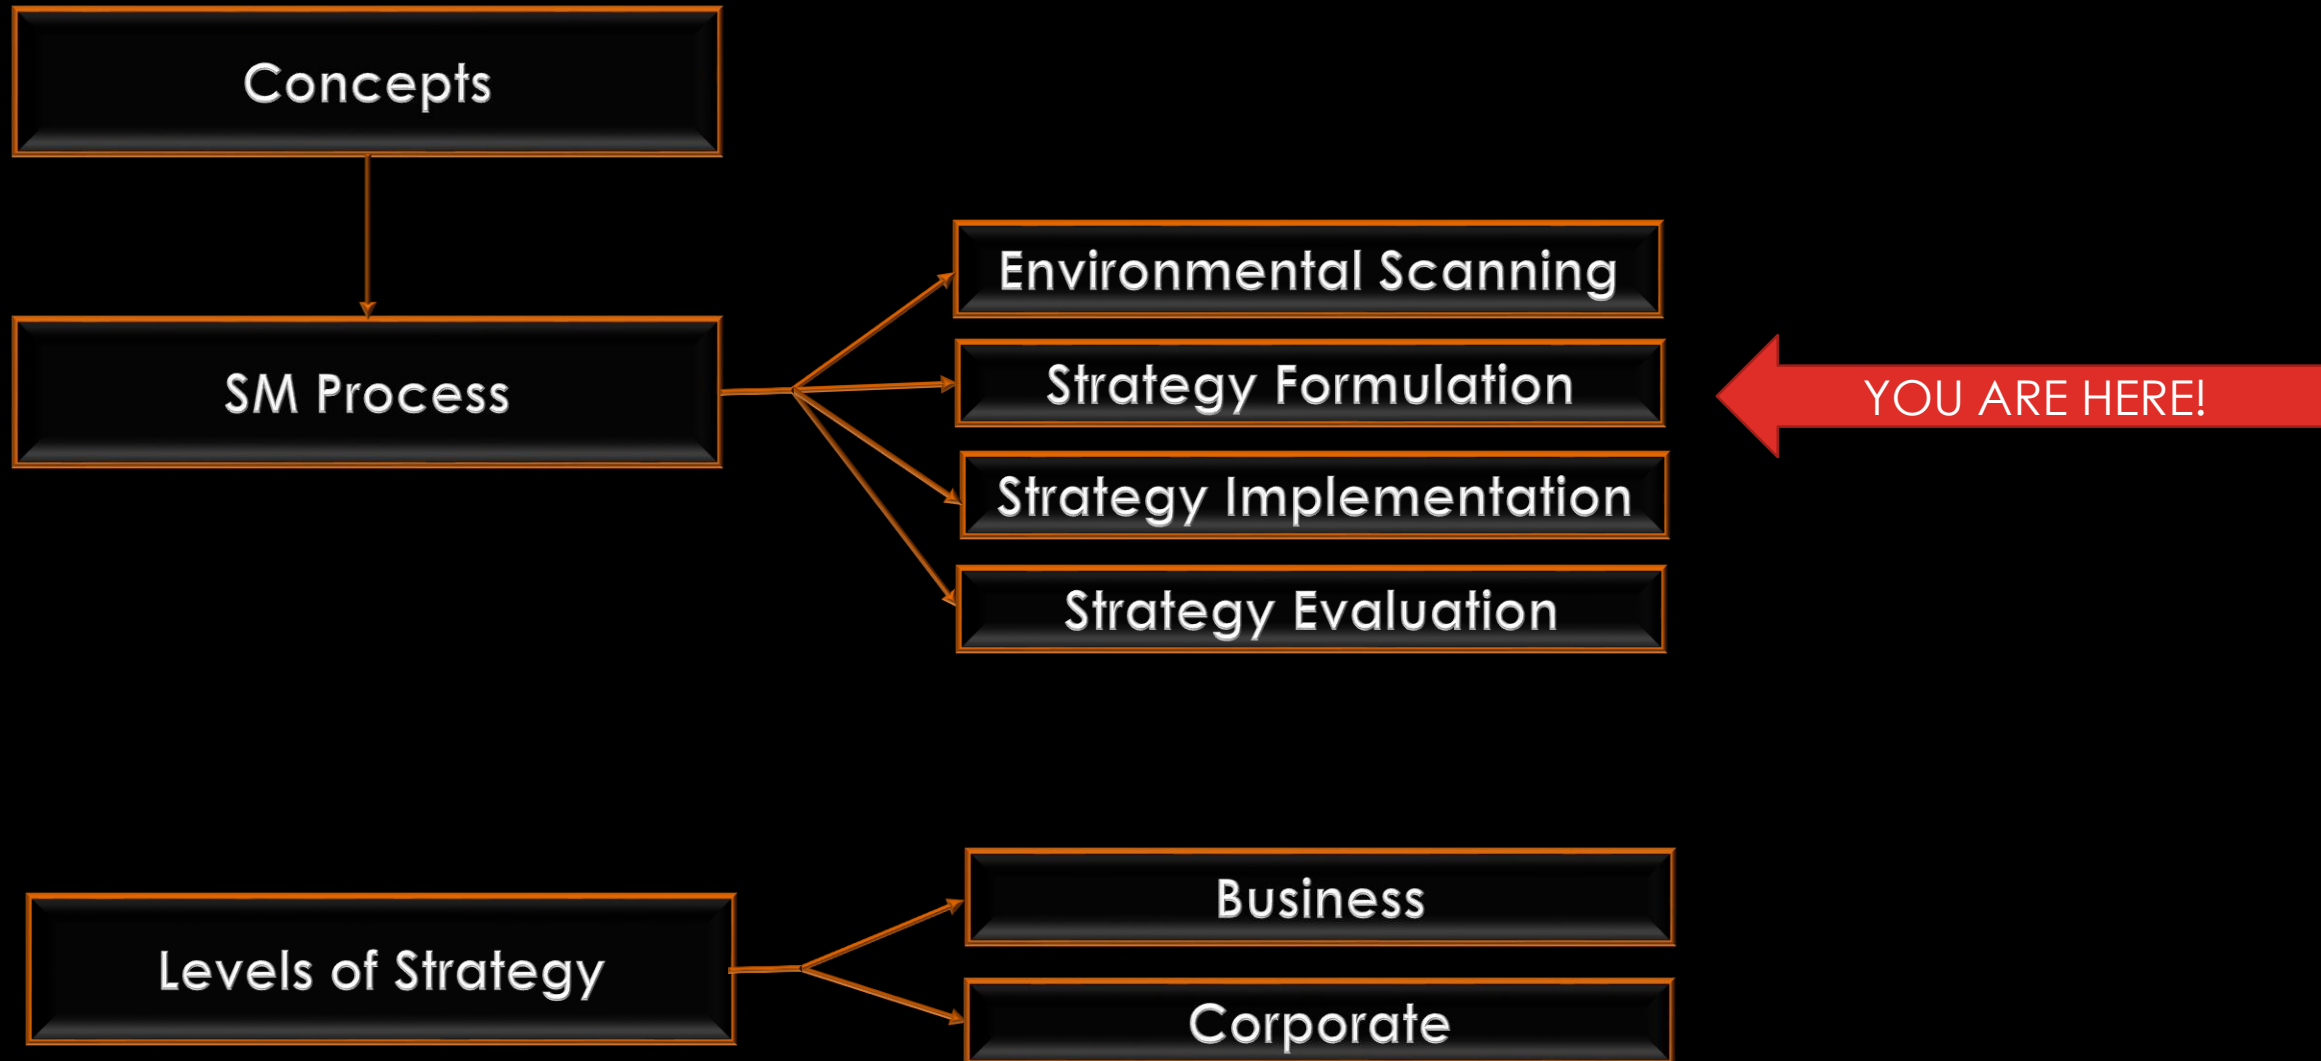 Concepts
SM Process
Environmental Scanning
Strategy Formulation
YOU ARE HERE!
Strategy Implementation
Strategy Evaluation
Levels of Strategy
Business
Corporate